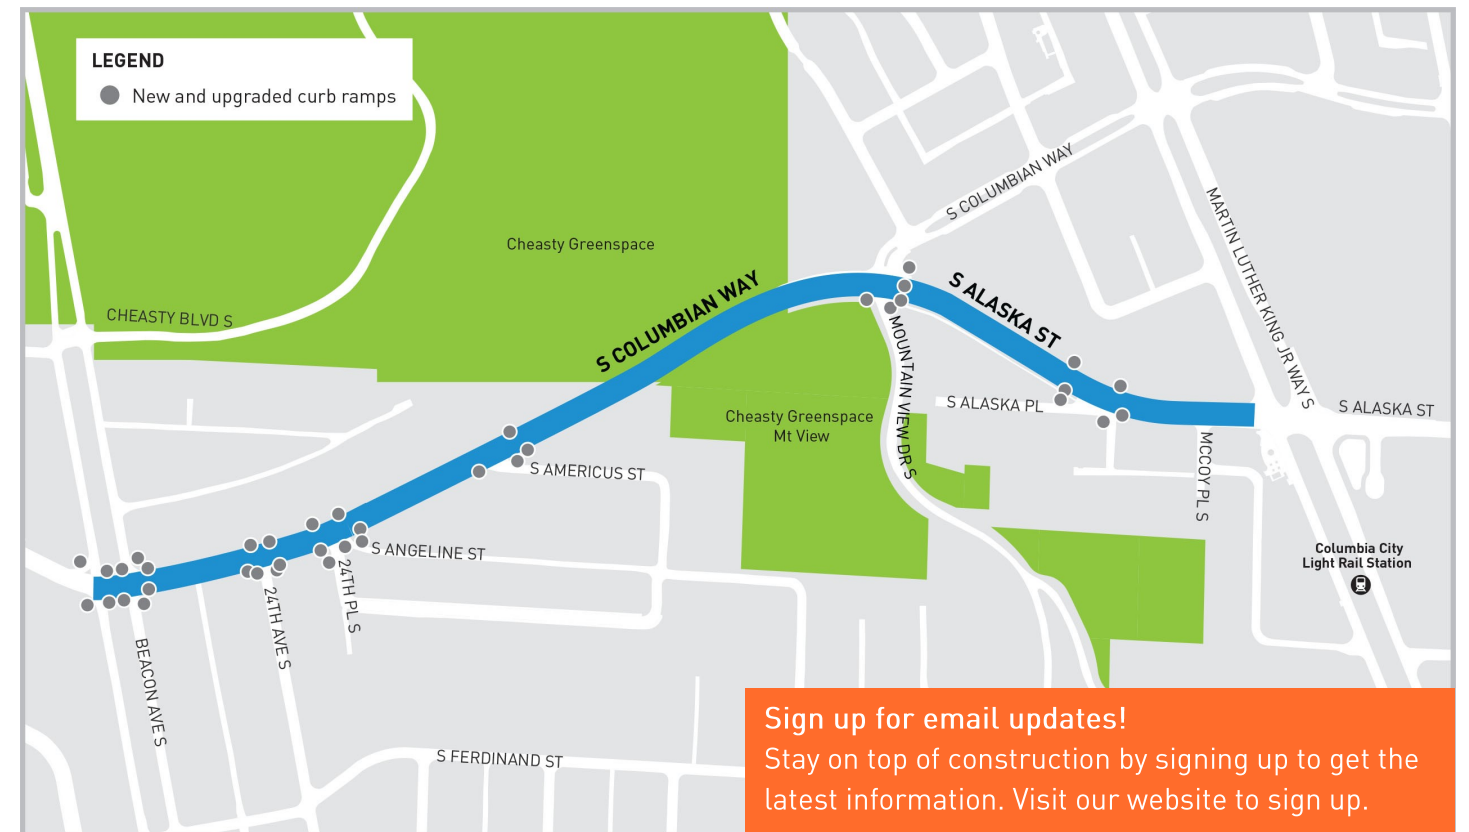 LEGEND
New and upgraded curb ramps
S COLUMBIAN WAY
MARTIN LUTHER KING JR WAY S
Cheasty Greenspace
CHEASTY BLVD S
S COLUMBIAN WAY
S ALASKA ST
MOUNTAIN VIEW DR S
S ALASKA PL
S ALASKA ST
Cheasty Greenspace
Mt View
MCCOY PL S
S AMERICUS ST
S ANGELINE ST
24TH PL S
24TH AVE S
BEACON AVE S
Columbia City
Light Rail Station
S FERDINAND ST
Sign up for email updates!
Stay on top of construction by signing up to get the
latest information. Visit our website to sign up.